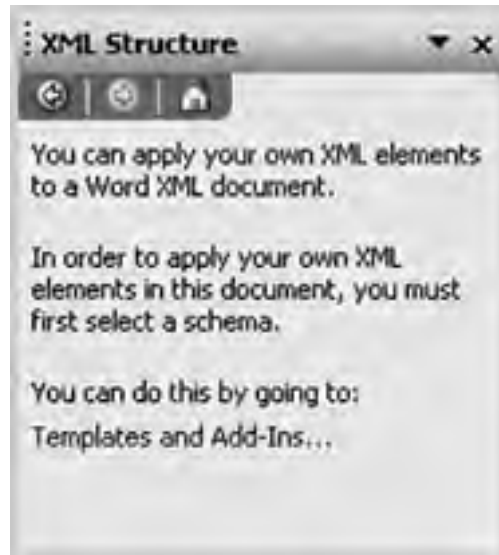 XML Structure
You can apply your own XML elements
to a Word XML document.
In order to apply your own XML
elements in this document, you must
first select a schema.
You can do this by going to:
Templates and Add-Ins...